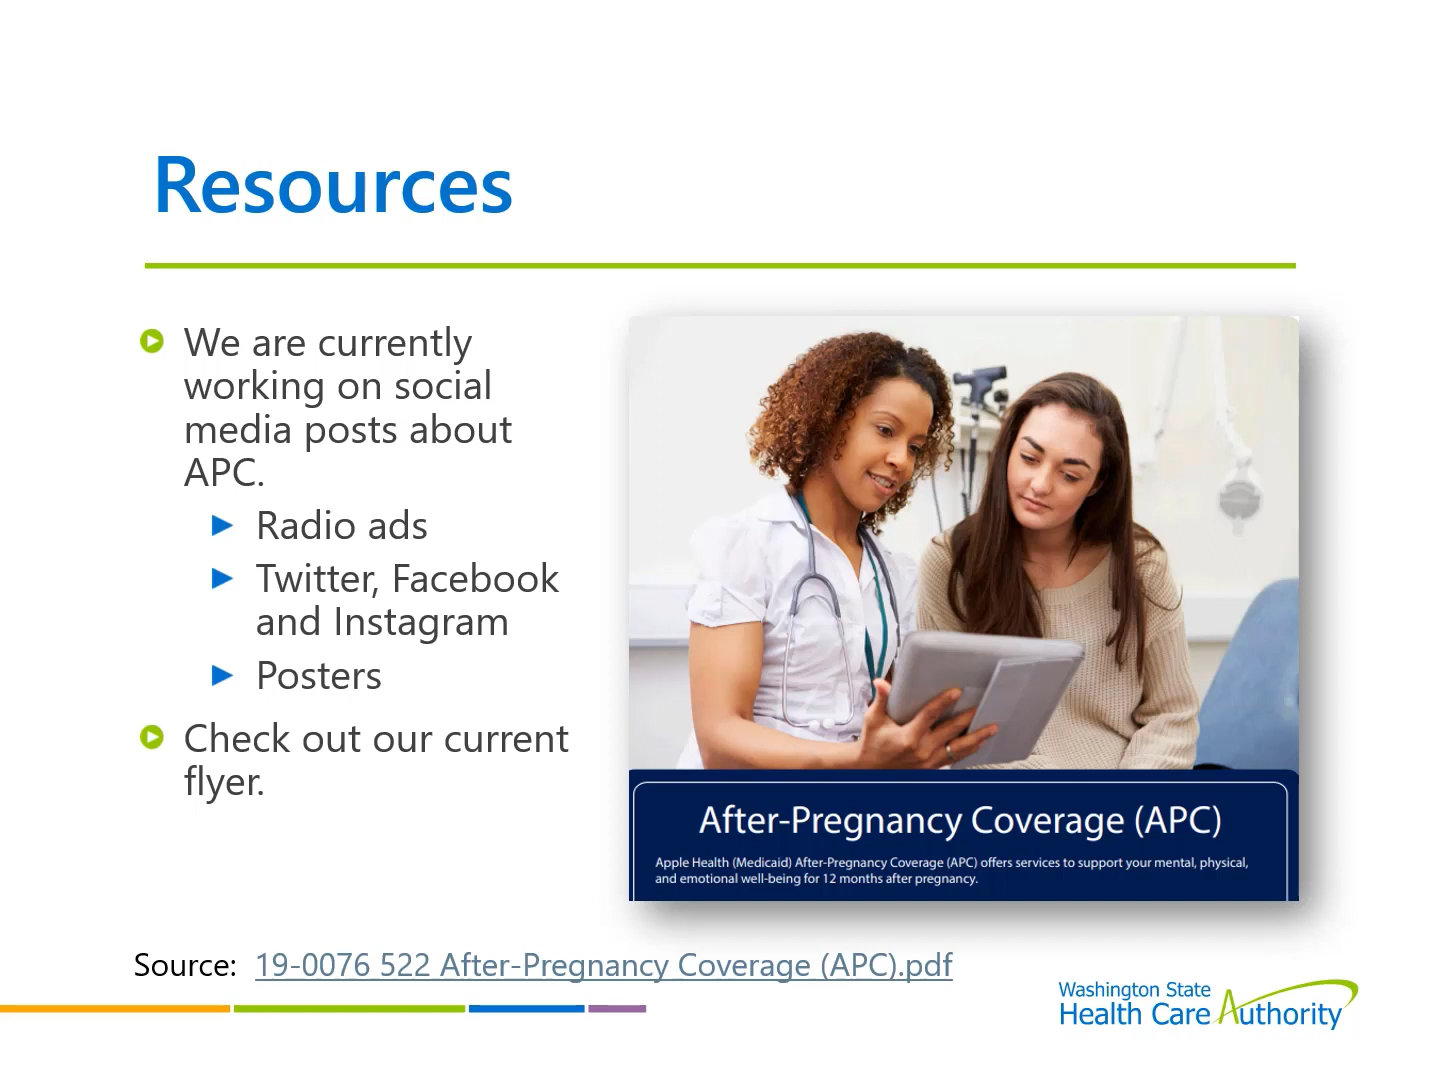 Resources
We are currently
working on social
media posts about
APC.
Radio ads
Twitter, Facebook
and Instagram
Posters
Check out our current
flyer.
After-Pregnancy Coverage (APC)
Apple Health (Medicaid) After-Pregnancy Coverage (APC) offers services to support your mental, physical,
and emotional well-being for 12 months after pregnancy.
Source: 19-0076 522 After-Pregnancy Coverage (APC).pdf
Washington State
Health Care Authority